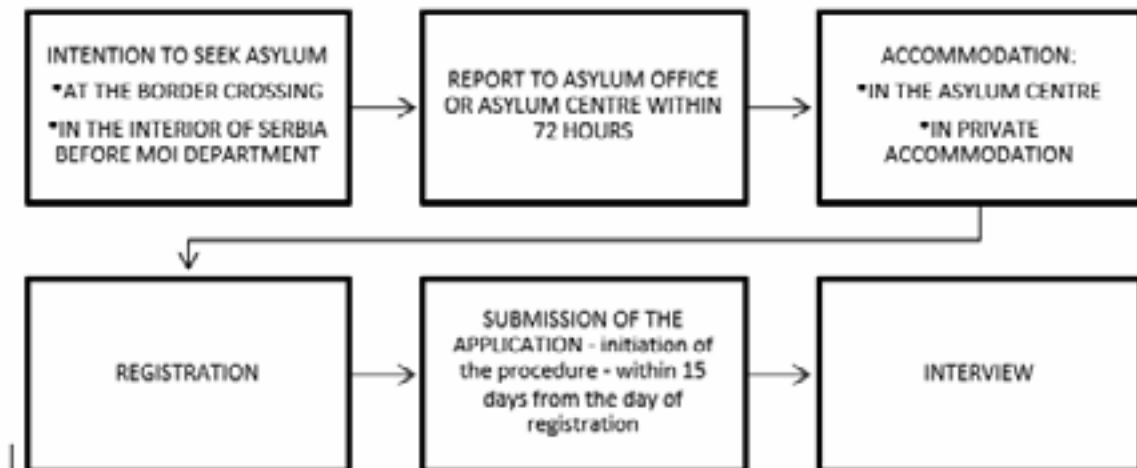 INTENTION TO SEEK ASYLUM
•AT THE BORDER CROSSING
•IN THE INTERIOR OF SERBIA
BEFORE MOI DEPARTMENT
REPORT TO ASYLUM OFFICE
OR ASYLUM CENTRE WITHIN
72 HOURS
ACCOMMODATION:
•IN THE ASYLUM CENTRE
•IN PRIVATE
ACCOMMODATION
REGISTRATION
SUBMISSION OF THE
APPLICATION - initiation of
the procedure - within 15
days from the day of
registration
INTERVIEW